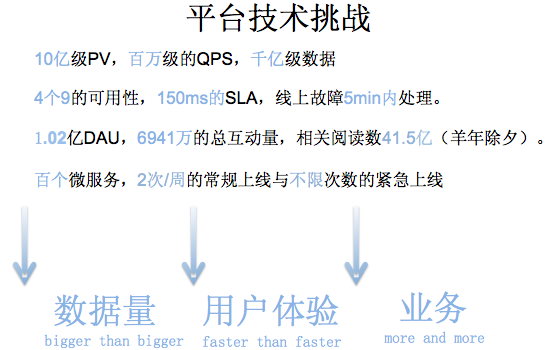 平台技术挑战
10亿级PV，百万级的QPS，千亿级数据
4个9的可用性，150ms的SLA，线上故障5min内处理。
1.02亿DAU，6941万的总互动量，相关阅读数41.5亿（羊年除夕）。
百个微服务，2次/周的常规上线与不限次数的紧急上线
数据量 用户体验 业务
bigger than bigger faster than faster more and more